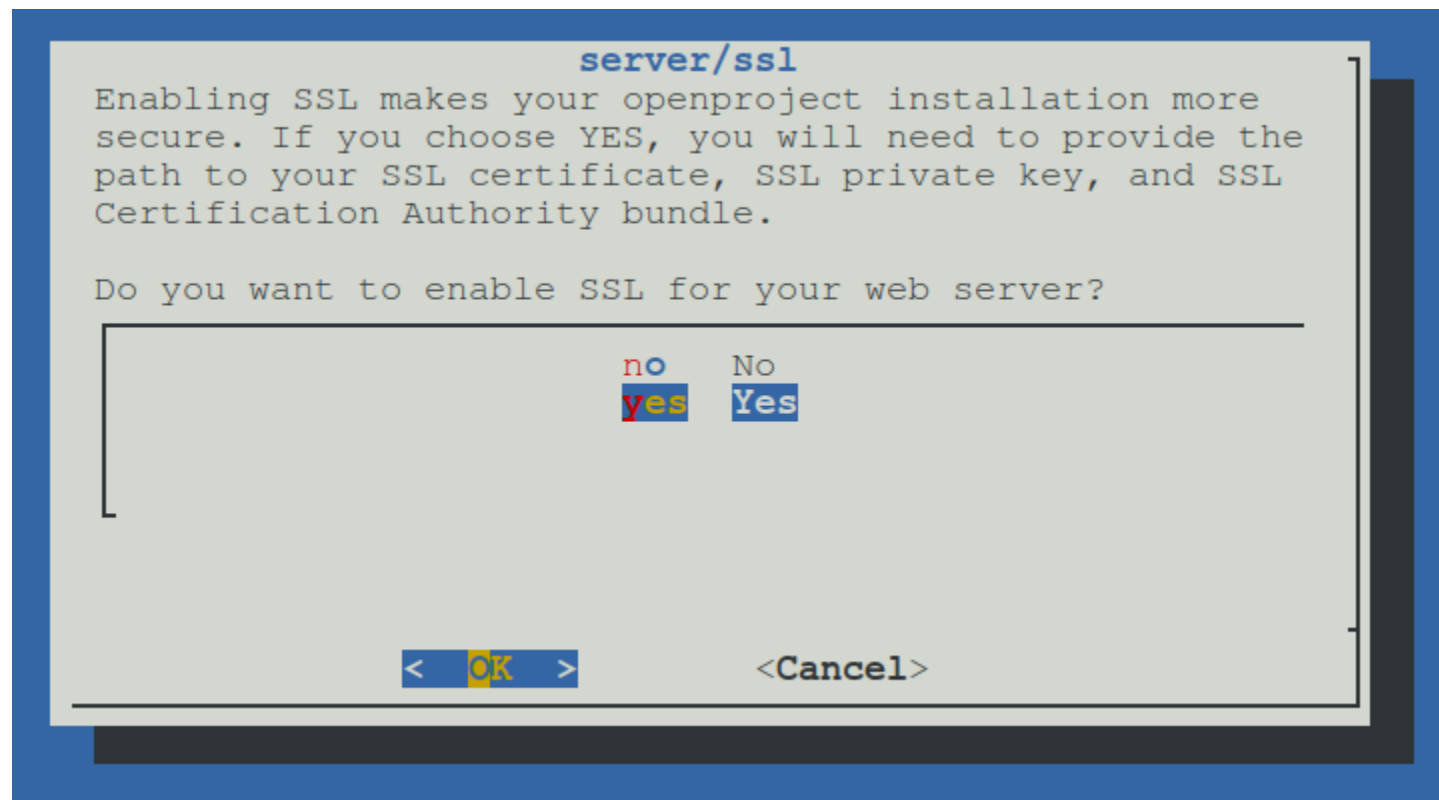 server/ssl
Enabling SSL makes your openproject installation more
secure. If you choose YES, you will need to provide the
path to your SSL certificate, SSL private key, and SSL
Certification Authority bundle.
Do you want to enable SSL for your web server?
no No
yes Yes
< OK > <Cancel>